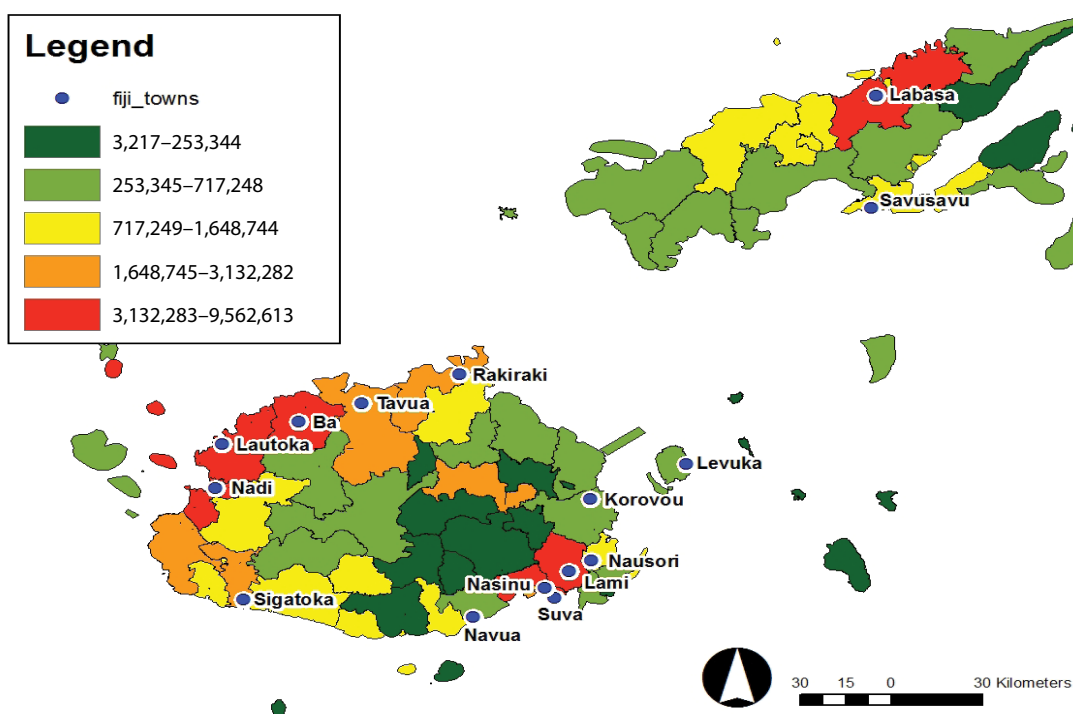 Legend
fiji_towns
3,217–253,344
253,345–717,248
717,249–1,648,744
1,648,745–3,132,282
3,132,283–9,562,613
Labasa
Savusavu
Rakiraki
Tavua
Ba
Lautoka
Levuka
Nadi
Korovou
Nausori
Nasinu
Lami
Sigatoka
Suva
Navua
30 15 0 30 Kilometers